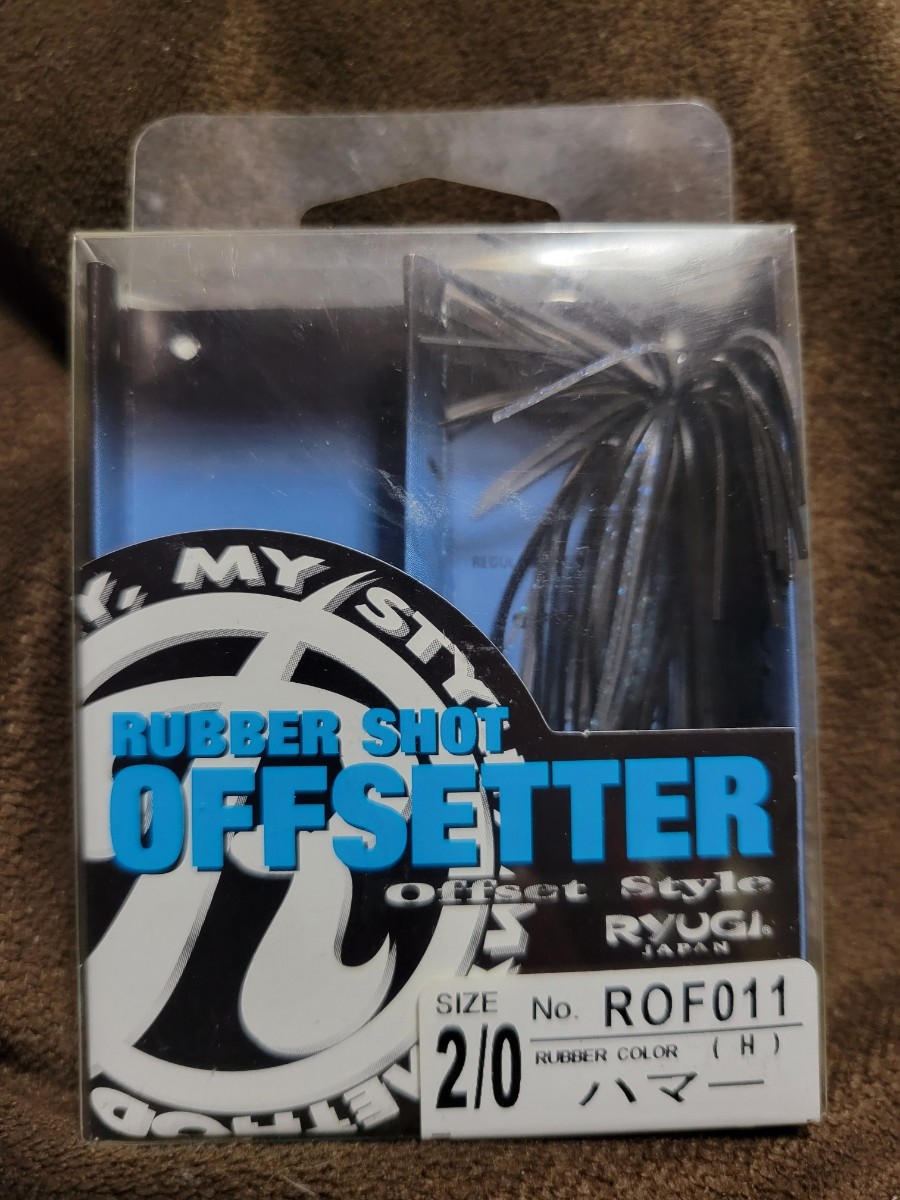 Y, MY STY
RUBBER SHOT
OFFSETTER
Offset Style
RYUGI®
JAPAN
METHOD
SIZE
2/0
No. ROF011
RUBBER COLOR (H)
ハマー